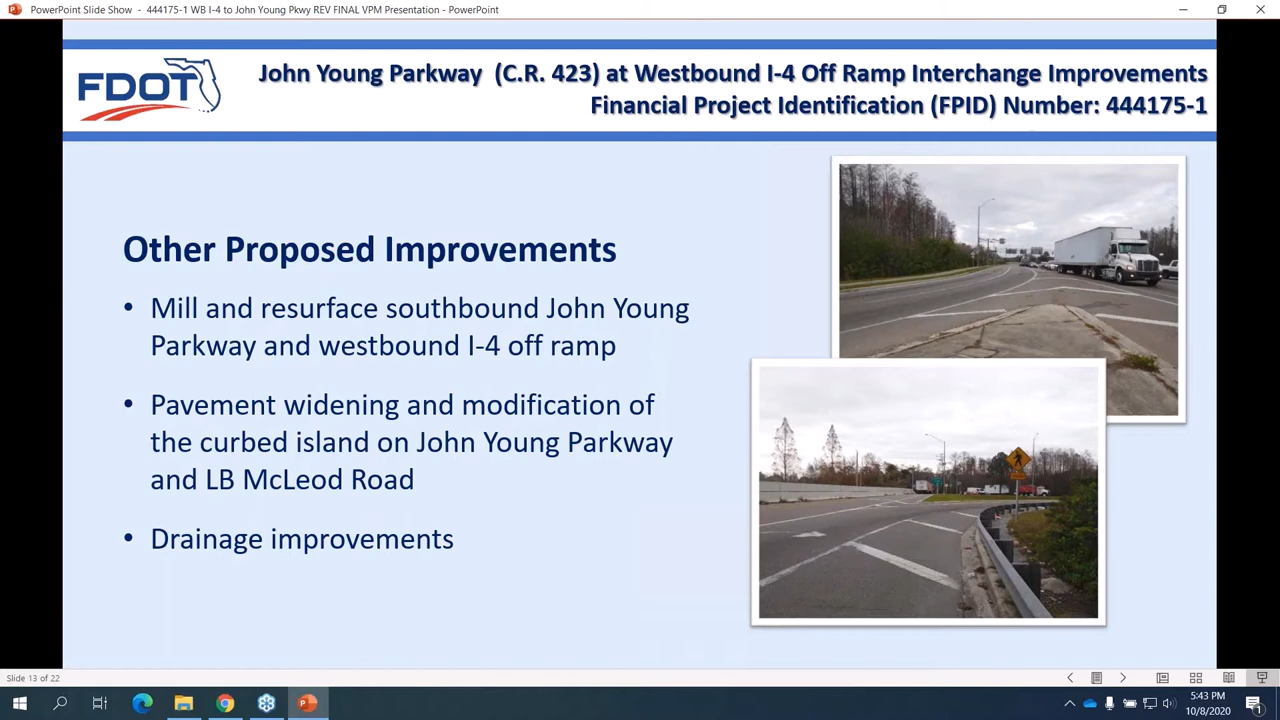 PowerPoint Slide Show - 444175-1 WB I-4 to John Young Pkwy REV FINAL VPM Presentation - PowerPoint
FDOT
John Young Parkway (C.R. 423) at Westbound I-4 Off Ramp Interchange Improvements
Financial Project Identification (FPID) Number: 444175-1
Other Proposed Improvements
• Mill and resurface southbound John Young
Parkway and westbound I-4 off ramp
• Pavement widening and modification of
the curbed island on John Young Parkway
and LB McLeod Road
• Drainage improvements
Slide 13 of 22
5:43 PM
10/8/2020
1